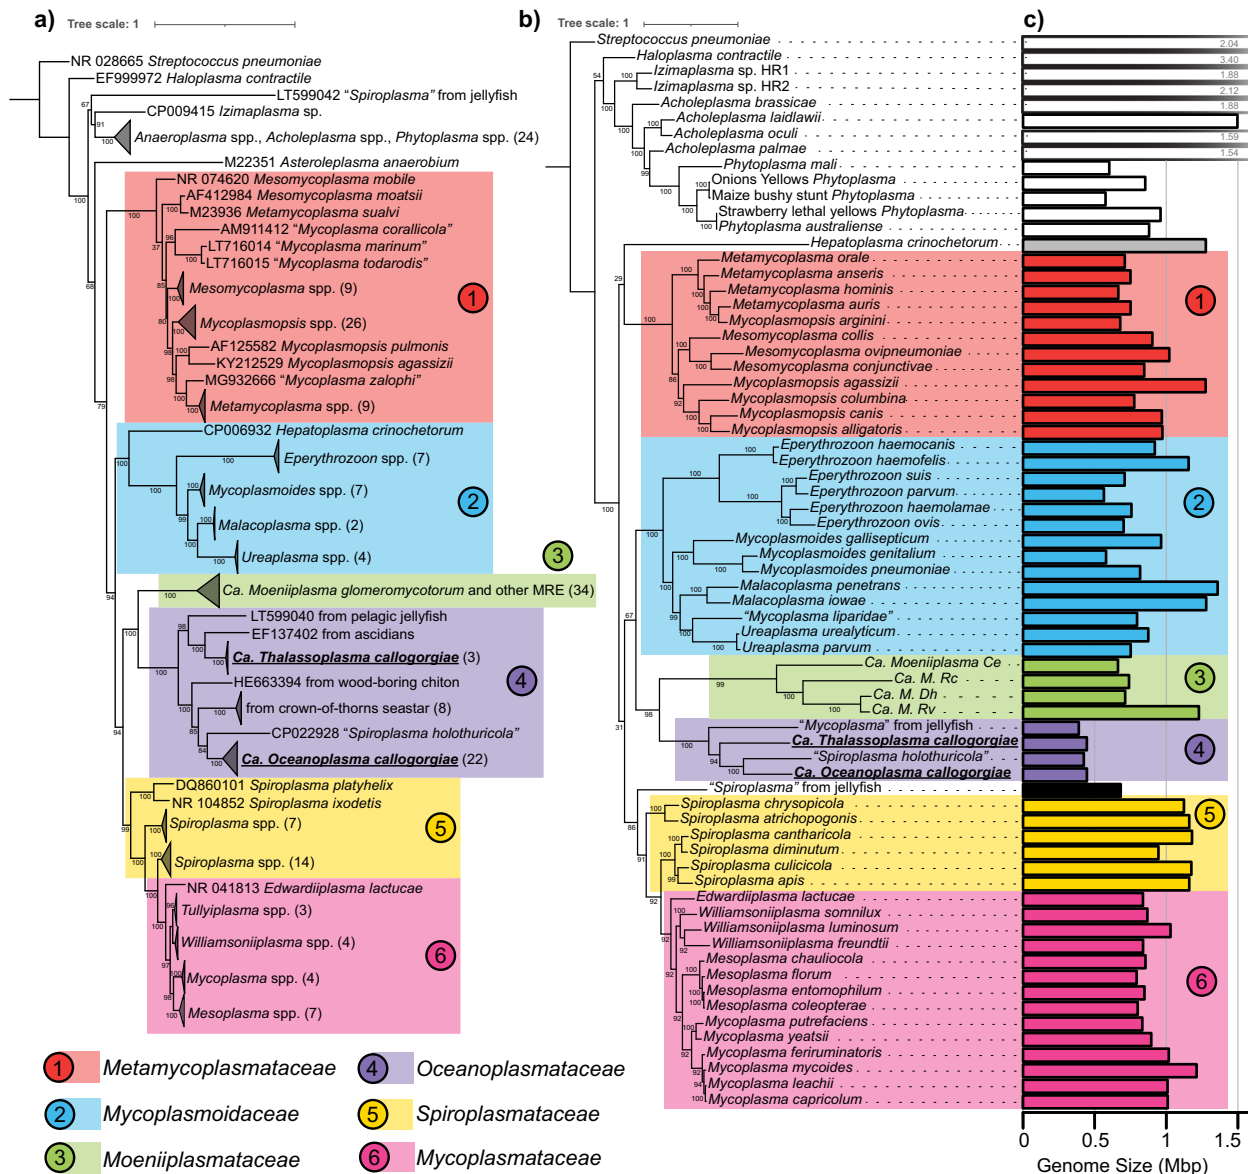 a)
Tree scale: 1
NR 028665 Streptococcus pneumoniae
EF999972 Haloplasma contractile
LT599042 “Spiroplasma” from jellyfish
CP009415 Izimaplasma sp.
Anaeroplasma spp., Acholeplasma spp., Phytoplasma spp. (24)
M22351 Asteroleplasma anaerobium
NR 074620 Mesomycoplasma mobile
AF412984 Mesomycoplasma moatsii
M23936 Metamycoplasma sualvi
AM911412 “Mycoplasma corallicola”
LT716014 “Mycoplasma marinum”
LT716015 “Mycoplasma todarodis”
Mesomycoplasma spp. (9)
1
Mycoplasmopsis spp. (26)
AF125582 Mycoplasmopsis pulmonis
KY212529 Mycoplasmopsis agassizii
MG932666 “Mycoplasma zalophi”
Metamycoplasma spp. (9)
CP006932 Hepatoplasma crinochetorum
Eperythrozoon spp. (7)
Mycoplasmoides spp. (7)
2
Malacoplasma spp. (2)
Ureaplasma spp. (4)
3
Ca. Moeniiplasma glomeromycotorum and other MRE (34)
LT599040 from pelagic jellyfish
EF137402 from ascidians
Ca. Thalassoplasma callogorgiae (3)
HE663394 from wood-boring chiton
4
from crown-of-thorns seastar (8)
CP022928 “Spiroplasma holothuricola”
Ca. Oceanoplasma callogorgiae (22)
DQ860101 Spiroplasma platyhelix
NR 104852 Spiroplasma ixodetis
Spiroplasma spp. (7)
5
Spiroplasma spp. (14)
NR 041813 Edwardiiplasma lactucae
Tullyiplasma spp. (3)
Williamsoniiplasma spp. (4)
6
Mycoplasma spp. (4)
Mesoplasma spp. (7)
b)
Tree scale: 1
Streptococcus pneumoniae
Haloplasma contractile
Izimaplasma sp. HR1
Izimaplasma sp. HR2
Acholeplasma brassicae
Acholeplasma laidlawii
Acholeplasma oculi
Acholeplasma palmae
Phytoplasma mali
Onions Yellows Phytoplasma
Maize bushy stunt Phytoplasma
Strawberry lethal yellows Phytoplasma
Phytoplasma australiense
Hepatoplasma crinochetorum
Metamycoplasma orale
Metamycoplasma anseris
Metamycoplasma hominis
Metamycoplasma auris
Mycoplasmopsis arginini
Mesomycoplasma collis
Mesomycoplasma ovipneumoniae
Mesomycoplasma conjunctivae
Mycoplasmopsis agassizii
Mycoplasmopsis columbina
Mycoplasmopsis canis
Mycoplasmopsis alligatoris
Eperythrozoon haemocanis
Eperythrozoon haemofelis
Eperythrozoon suis
Eperythrozoon parvum
Eperythrozoon haemolamae
Eperythrozoon ovis
Mycoplasmoides gallisepticum
Mycoplasmoides genitalium
Mycoplasmoides pneumoniae
Malacoplasma penetrans
Malacoplasma iowae
“Mycoplasma liparidae”
Ureaplasma urealyticum
Ureaplasma parvum
Ca. Moeniiplasma Ce
Ca. M. Rc
Ca. M. Dh
Ca. M. Rv
“Mycoplasma” from jellyfish
Ca. Thalassoplasma callogorgiae
“Spiroplasma holothuricola”
Ca. Oceanoplasma callogorgiae
“Spiroplasma” from jellyfish
Spiroplasma chrysopicola
Spiroplasma atrichopogonis
Spiroplasma cantharicola
Spiroplasma diminutum
Spiroplasma culicicola
Spiroplasma apis
Edwardiiplasma lactucae
Williamsoniiplasma somnilux
Williamsoniiplasma luminosum
Williamsoniiplasma freundtii
Mesoplasma chauliocola
Mesoplasma florum
Mesoplasma entomophilum
Mesoplasma coleopterae
Mycoplasma putrefaciens
Mycoplasma yeatsii
Mycoplasma feriruminatoris
Mycoplasma mycoides
Mycoplasma leachii
Mycoplasma capricolum
c)
2.04
3.40
1.88
2.12
1.88
1.59
1.54
1
2
3
4
5
6
0 0.5 1 1.5
Genome Size (Mbp)
1 Metamycoplasmataceae
2 Mycoplasmoidaceae
3 Moeniiplasmataceae
4 Oceanoplasmataceae
5 Spiroplasmataceae
6 Mycoplasmataceae